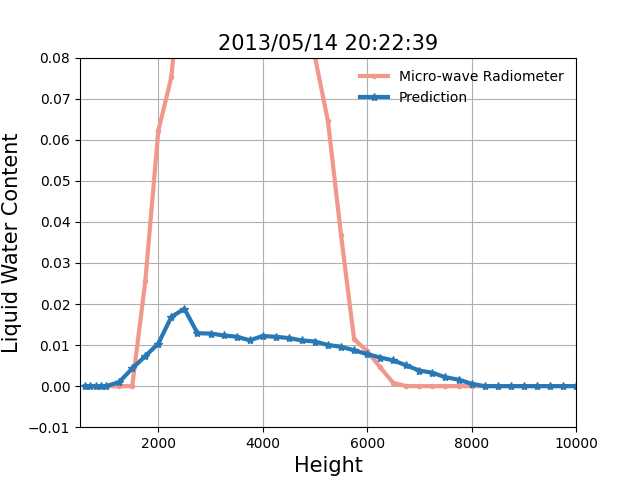 2013/05/14 20:22:39
0.08
0.07
0.06
0.05
0.04
0.03
0.02
0.01
0.00
−0.01
Liquid Water Content
Micro-wave Radiometer
Prediction
2000 4000 6000 8000 10000
Height